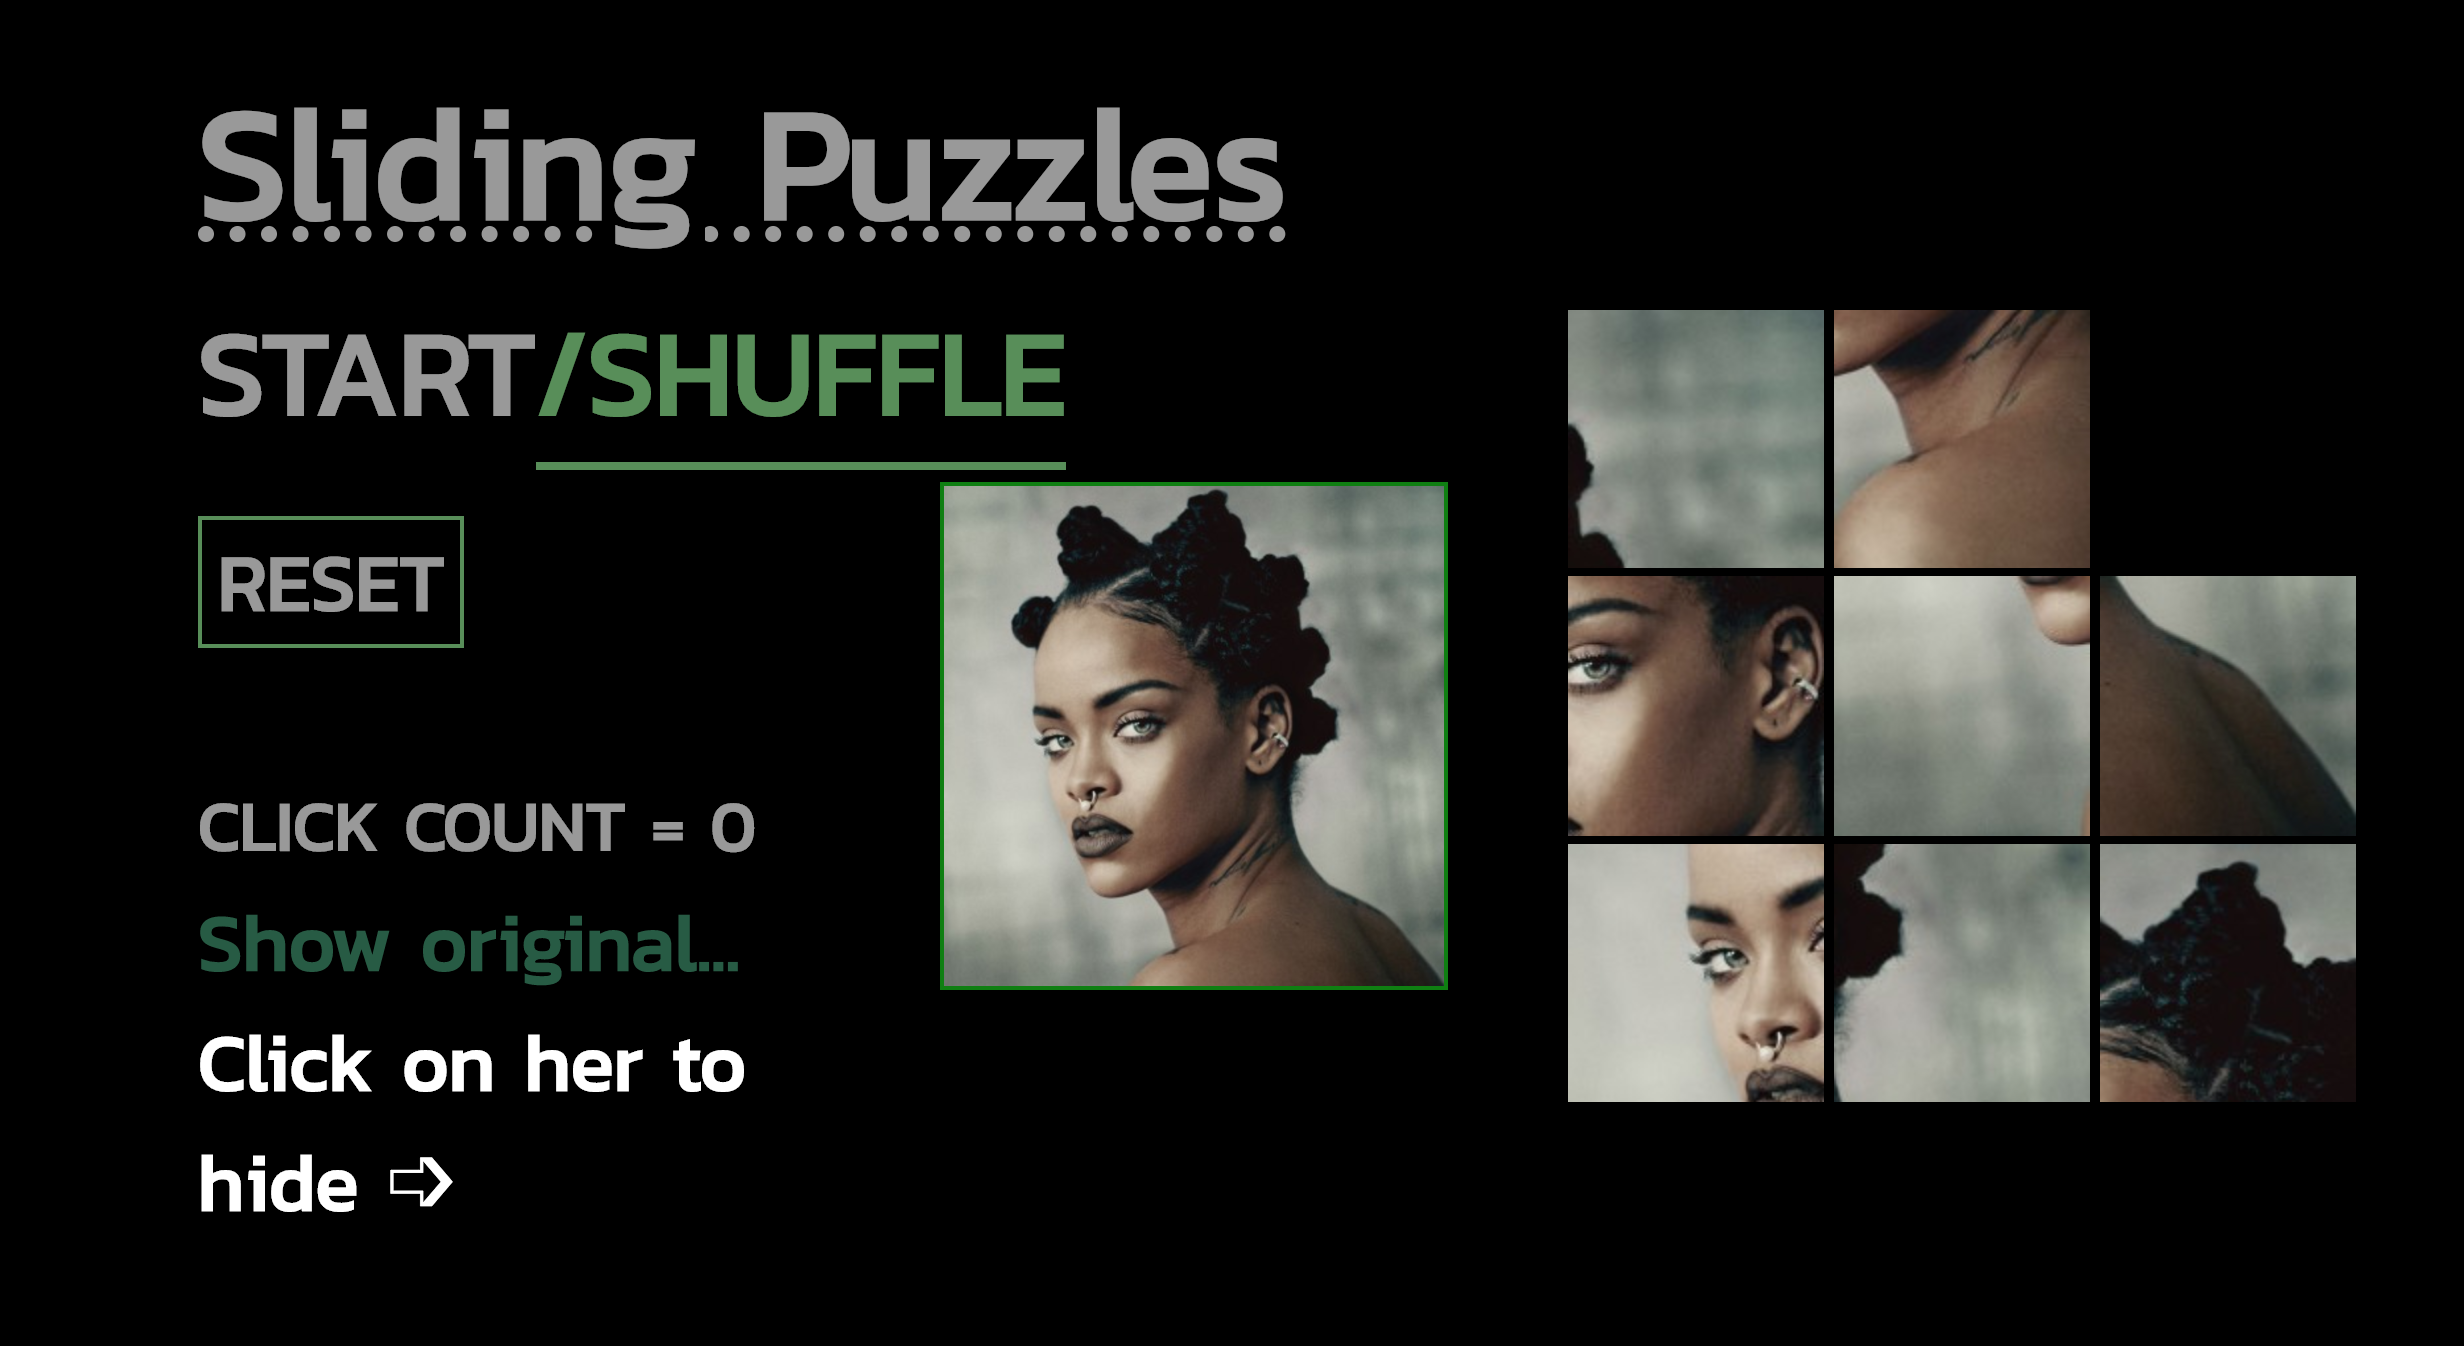 Sliding Puzzles
START/SHUFFLE
RESET
CLICK COUNT = 0
Show original...
Click on her to
hide ➩